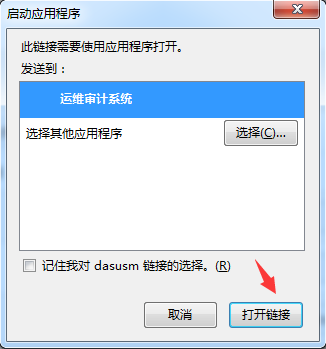 启动应用程序
此链接需要使用应用程序打开。
发送到：
运维审计系统
选择其他应用程序
选择(C)...
记住我对 dasusm 链接的选择。(R)
取消
打开链接